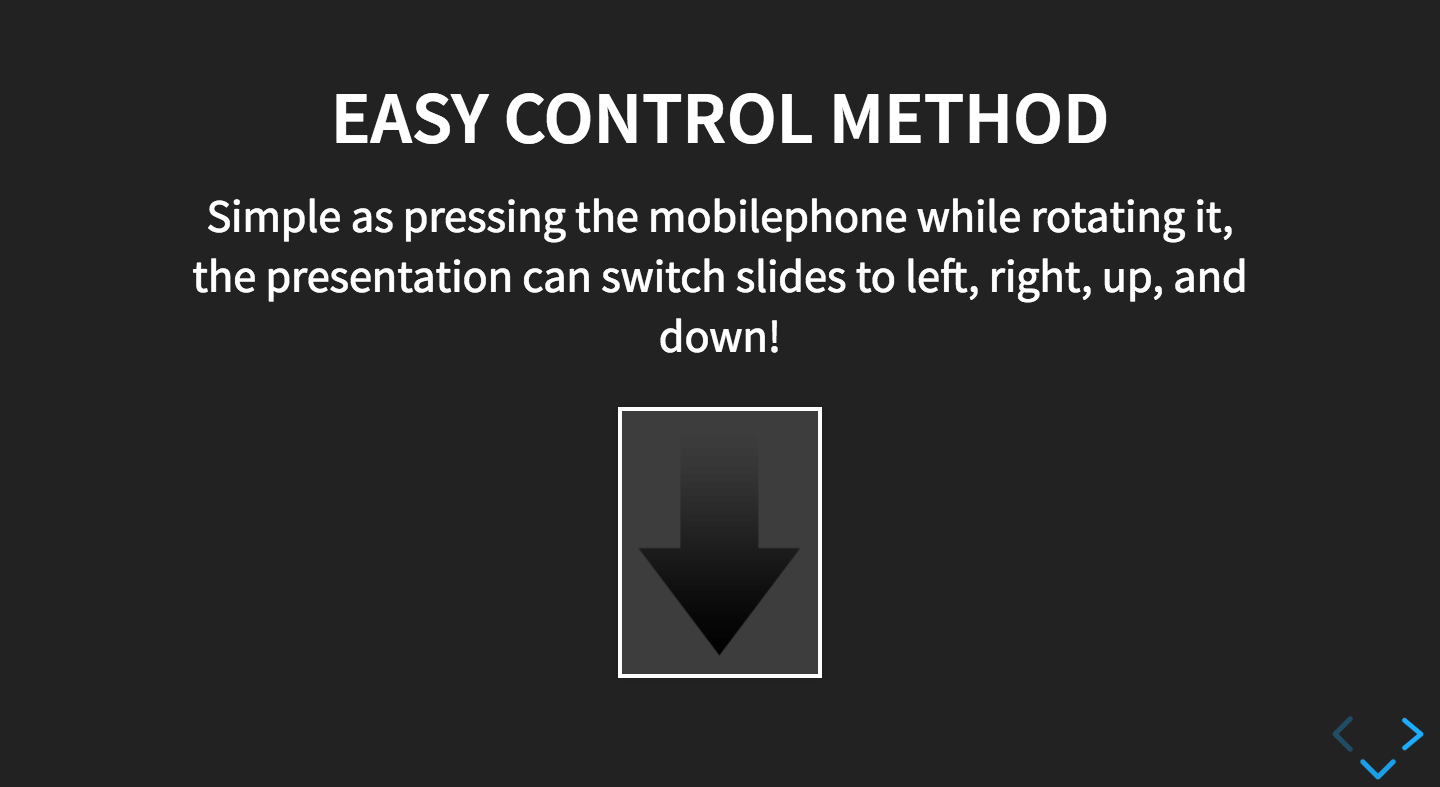 EASY CONTROL METHOD
Simple as pressing the mobilephone while rotating it,
the presentation can switch slides to left, right, up, and
down!